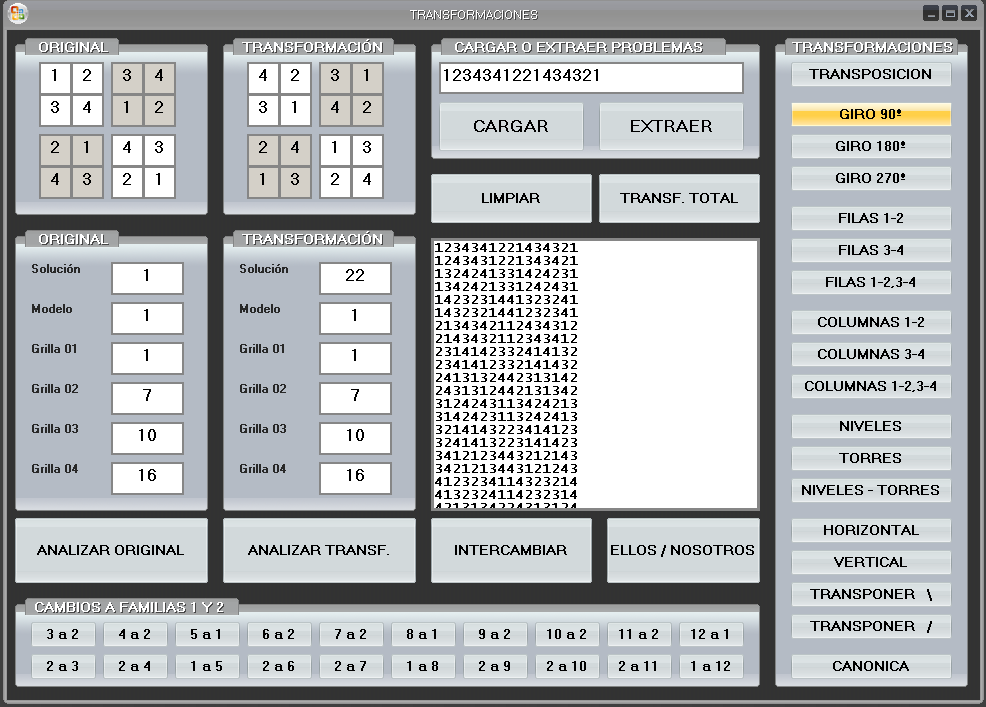 TRANSFORMACIONES
ORIGINAL
1 2 3 4
3 4 1 2
2 1 4 3
4 3 2 1
TRANSFORMACIÓN
4 2 3 1
3 1 4 2
2 4 1 3
1 3 2 4
CARGAR O EXTRAER PROBLEMAS
1234341221434321
CARGAR EXTRAER
LIMPIAR TRANSF. TOTAL
ORIGINAL
Solución 1
Modelo 1
Grilla 01 1
Grilla 02 7
Grilla 03 10
Grilla 04 16
TRANSFORMACIÓN
Solución 22
Modelo 1
Grilla 01 1
Grilla 02 7
Grilla 03 10
Grilla 04 16
1234341221434321
1243431221343421
1324241331424231
1342421331242431
1423231441323241
1432321441232341
2134342112434312
2143432112343412
2314142332414132
2341412332141432
2413132442313142
2431312442131342
3124243113424213
3142423113242413
3214143223414123
3241413223141423
3412123443212143
3421213443121243
4123234114323214
4132324114232314
4213134224313124
ANALIZAR ORIGINAL ANALIZAR TRANSF. INTERCAMBIAR ELLOS / NOSOTROS
CAMBIOS A FAMILIAS 1 Y 2
3 a 2 4 a 2 5 a 1 6 a 2 7 a 2 8 a 1 9 a 2 10 a 2 11 a 2 12 a 1
2 a 3 2 a 4 1 a 5 2 a 6 2 a 7 1 a 8 2 a 9 2 a 10 2 a 11 1 a 12
TRANSFORMACIONES
TRANSPOSICION
GIRO 90º
GIRO 180º
GIRO 270º
FILAS 1-2
FILAS 3-4
FILAS 1-2,3-4
COLUMNAS 1-2
COLUMNAS 3-4
COLUMNAS 1-2,3-4
NIVELES
TORRES
NIVELES - TORRES
HORIZONTAL
VERTICAL
TRANSPONER \
TRANSPONER /
CANONICA